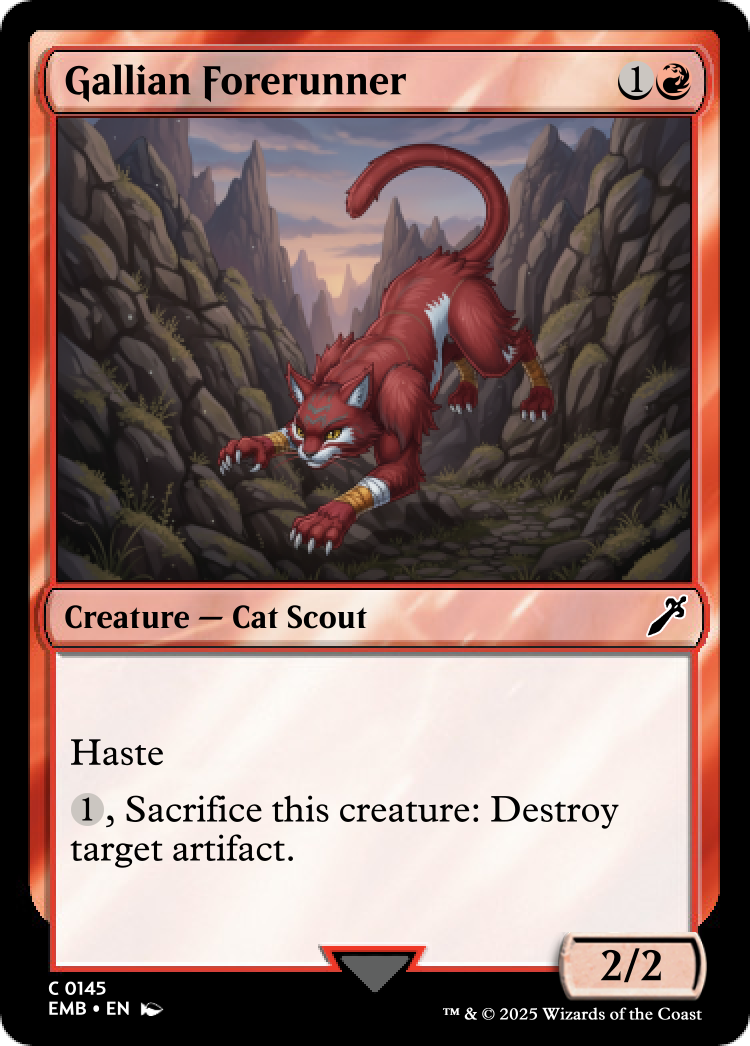 Gallian Forerunner 1
Creature — Cat Scout
Haste
1, Sacrifice this creature: Destroy
target artifact.
2/2
C 0145
EMB • EN
™ & © 2025 Wizards of the Coast